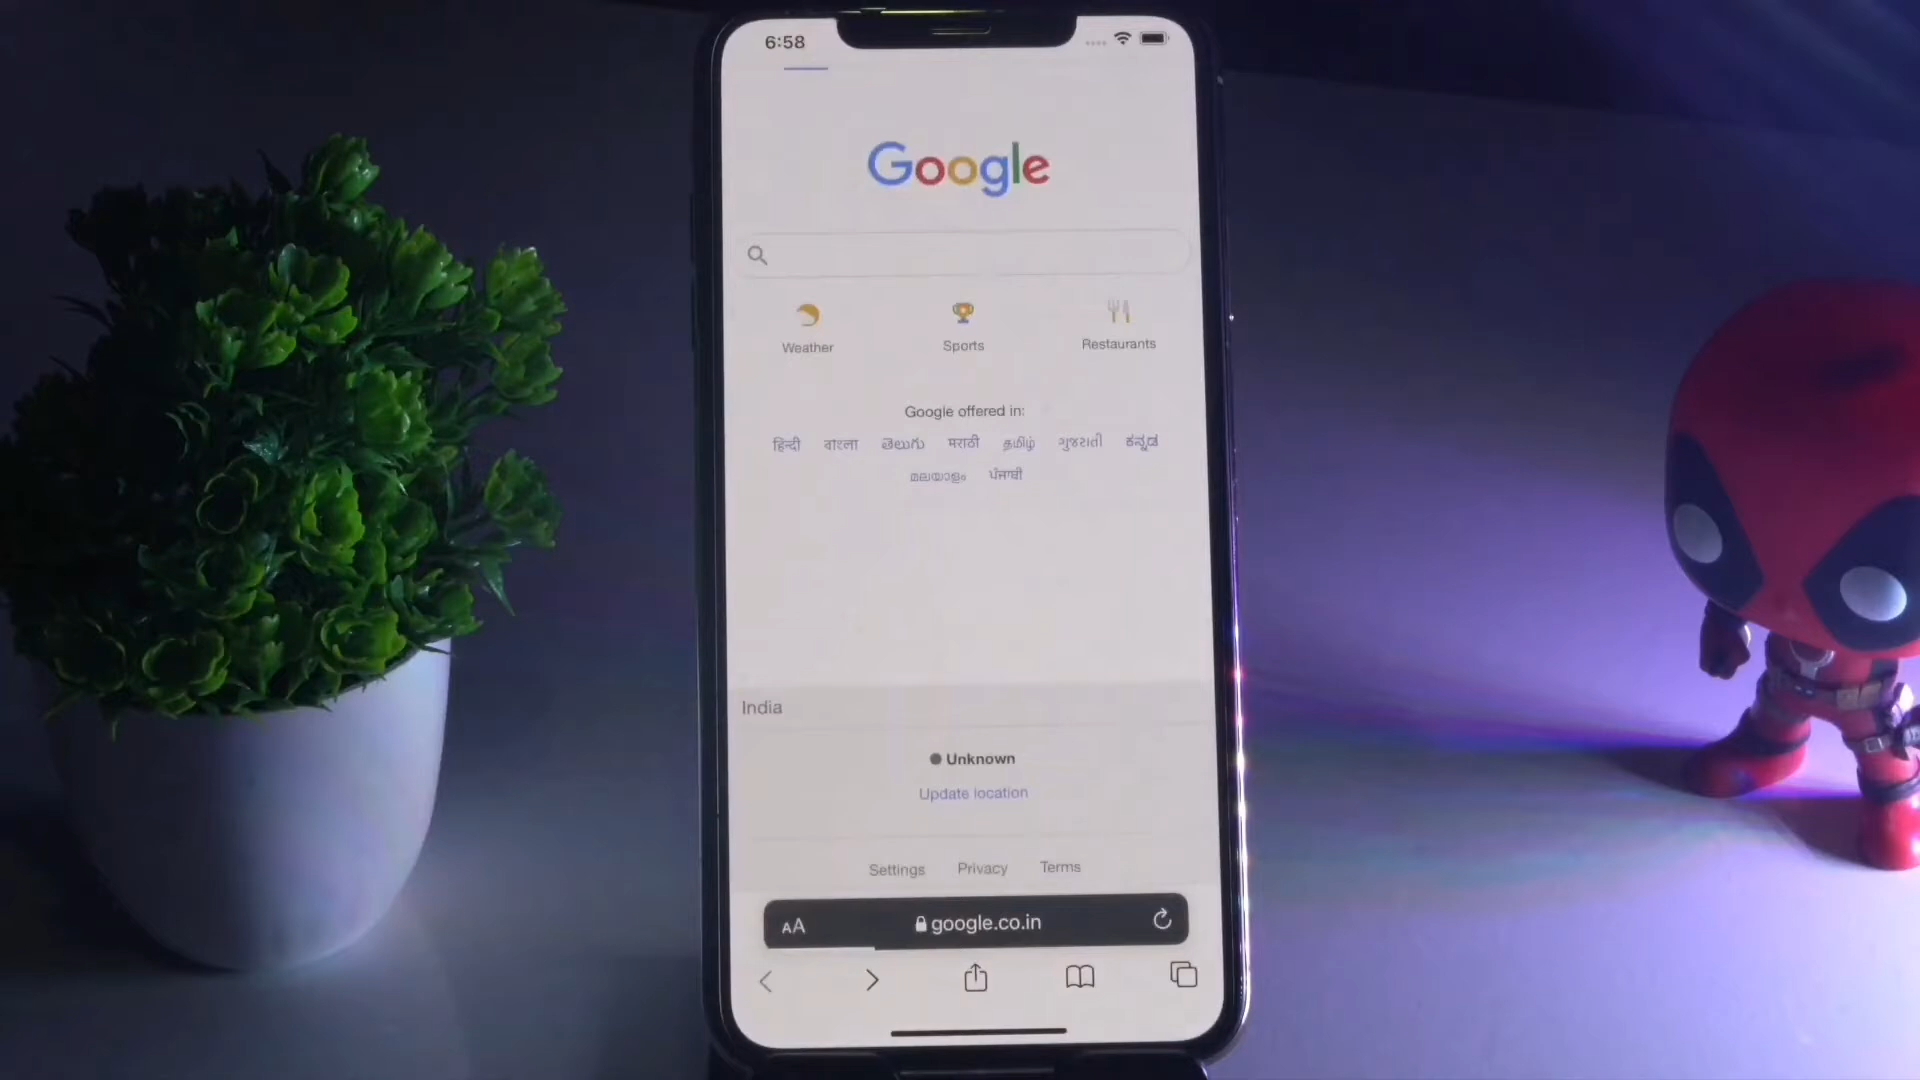 6:58
Google
Weather Sports Restaurants
Google offered in:
हिन्दी বাংলা తెలుగు मराठी தமிழ் ગુજરાતી ಕನ್ನಡ
മലയാളം ਪੰਜਾਬੀ
India
Unknown
Update location
Settings Privacy Terms
AA google.co.in